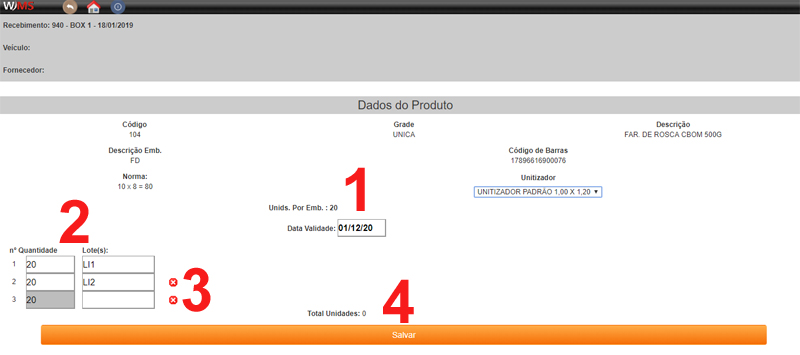 WMS
Recebimento: 940 - BOX 1 - 18/01/2019
Veículo:
Fornecedor:
Dados do Produto
Código Grade Descrição
104 UNICA FAR. DE ROSCA CBOM 500G
Descrição Emb. Código de Barras
FD 17896616900076
Norma: Unitizador
10 x 8 = 80 UNITIZADOR PADRÃO 1,00 X 1,20
1
Unids. Por Emb. : 20
Data Validade: 01/12/20
2
nº Quantidade Lote(s):
1 20 LI1
2 20 LI2
3
3 20
4
Total Unidades: 0
Salvar